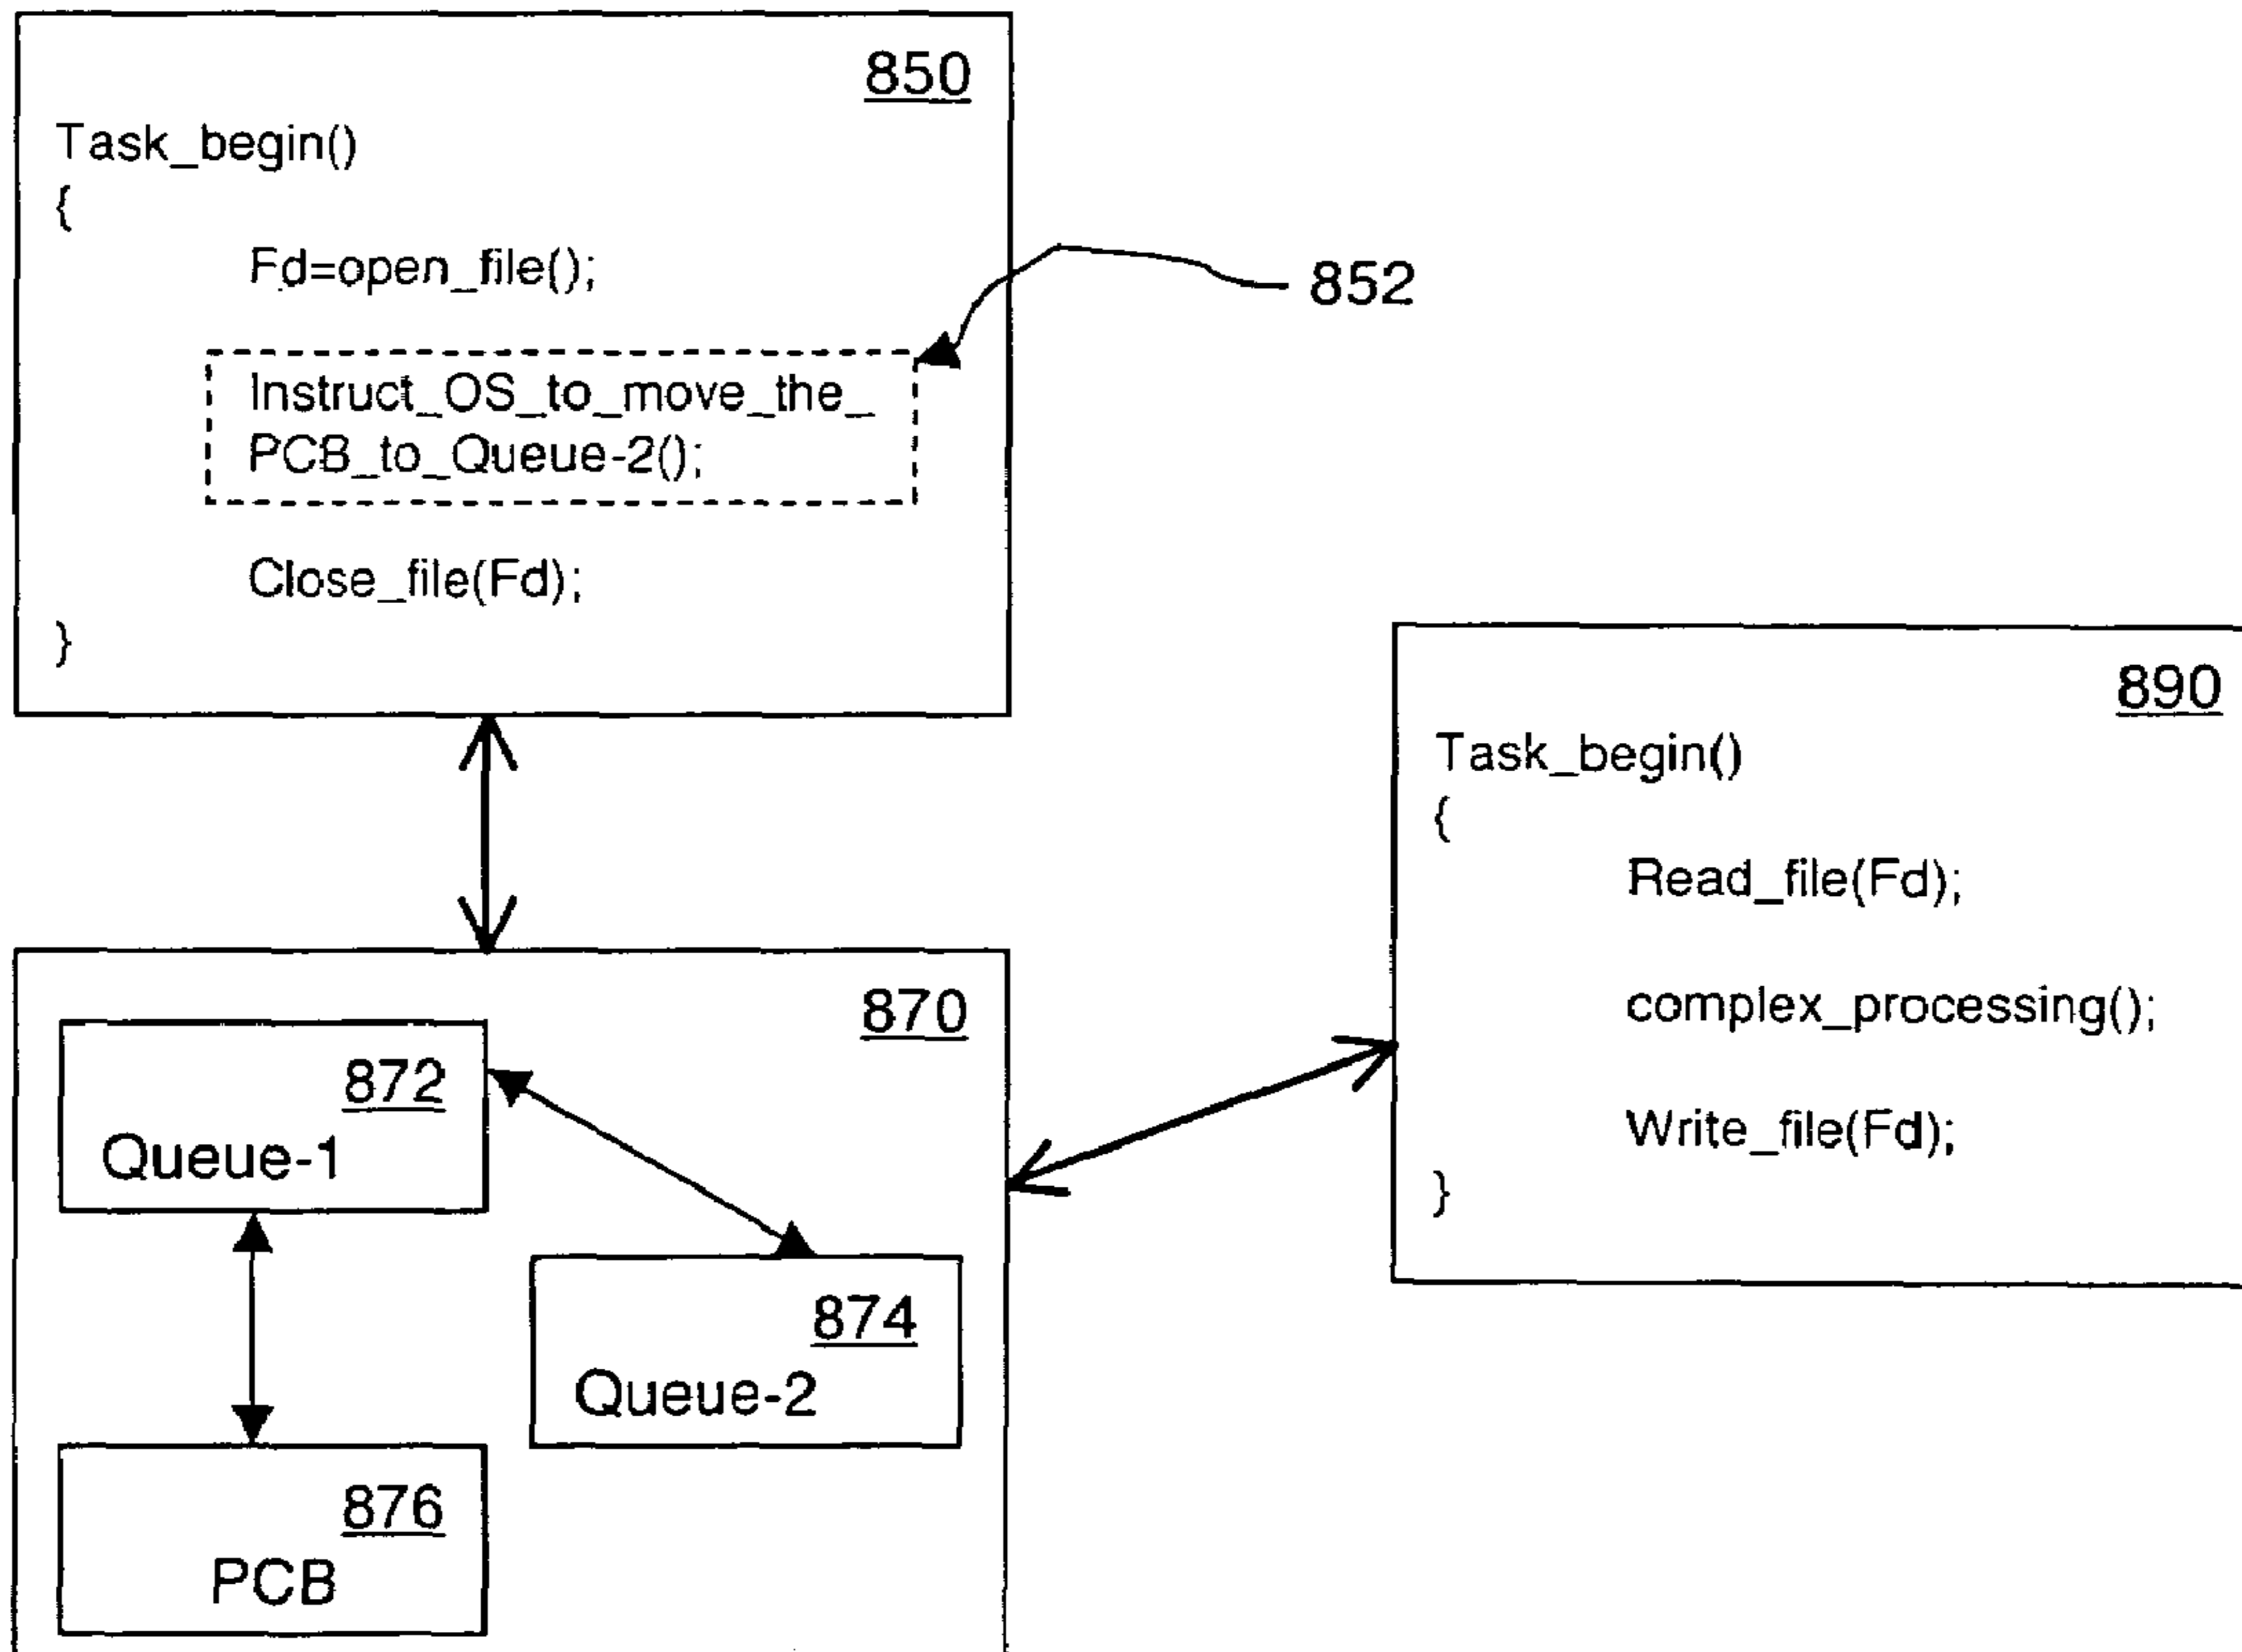 850
Task_begin()
{
Fd=open_file();
852
Instruct_OS_to_move_the_
PCB_to_Queue-2();
Close_file(Fd);
}
890
Task_begin()
{
Read_file(Fd);
complex_processing();
Write_file(Fd);
}
870
872
Queue-1
874
Queue-2
876
PCB